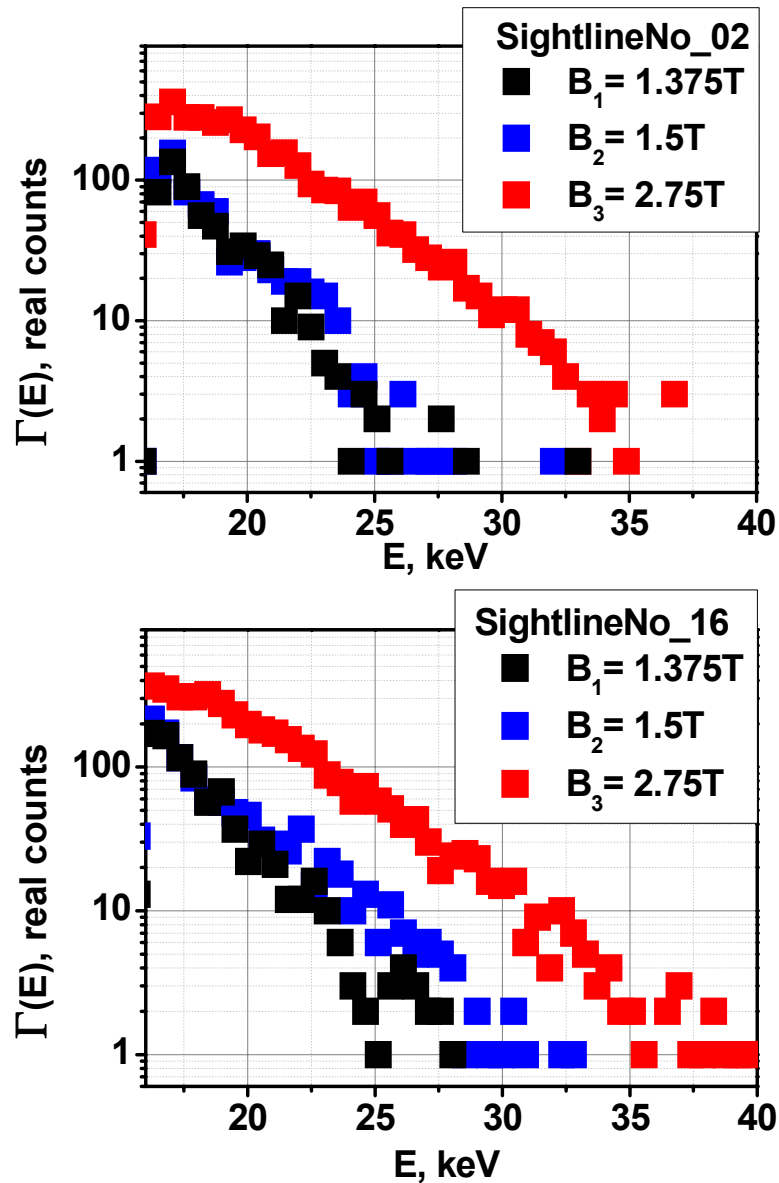 SightlineNo_02
B₁= 1.375T
B₂= 1.5T
B₃= 2.75T
Γ(E), real counts
100
10
1
20 25 30 35 40
E, keV
SightlineNo_16
B₁= 1.375T
B₂= 1.5T
B₃= 2.75T
Γ(E), real counts
100
10
1
20 25 30 35 40
E, keV